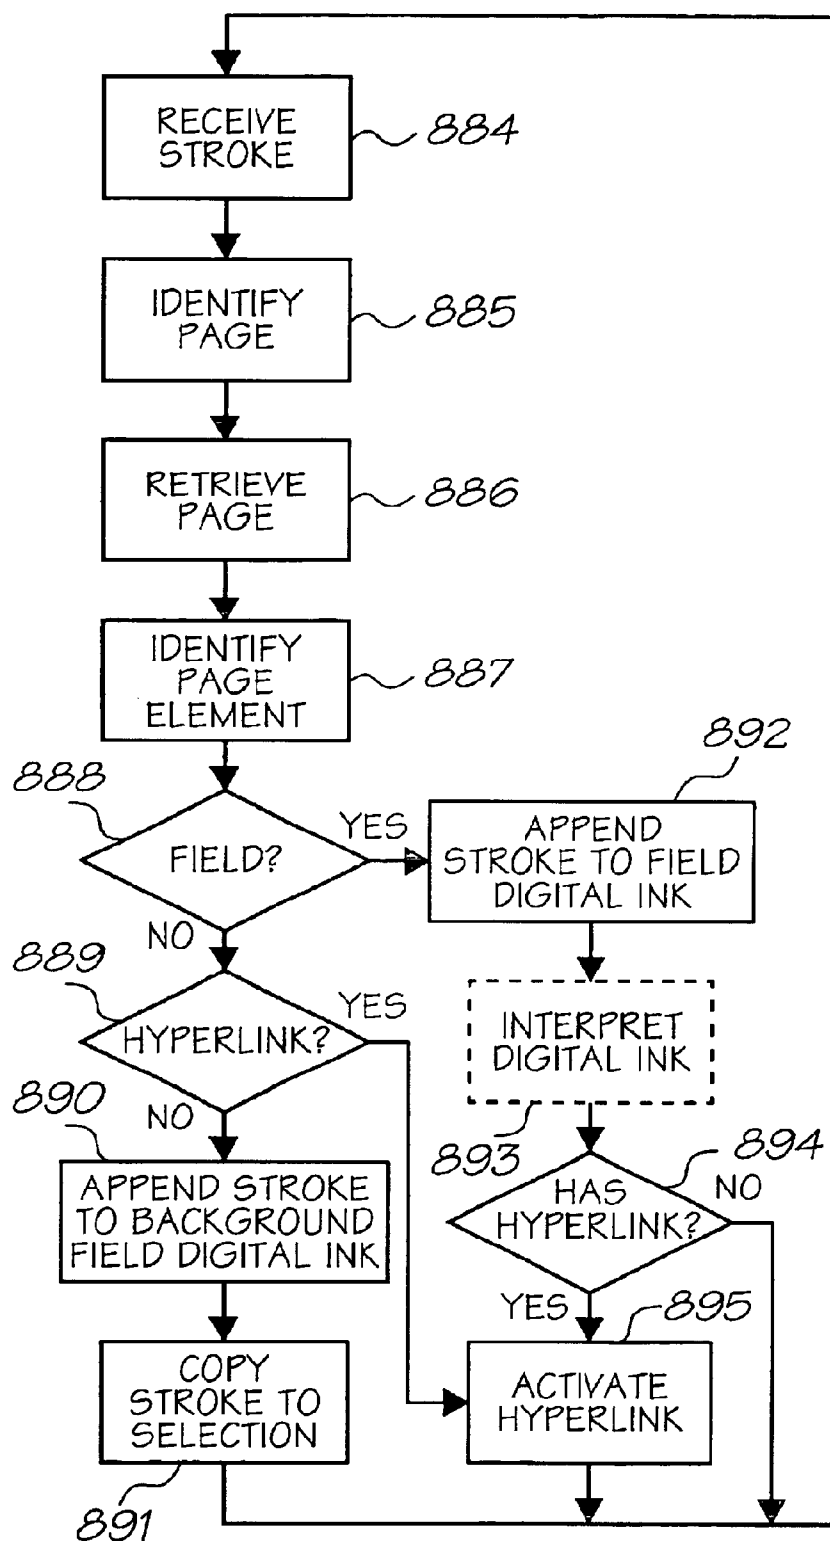 RECEIVE
STROKE
884
IDENTIFY
PAGE
885
RETRIEVE
PAGE
886
IDENTIFY
PAGE
ELEMENT
887
888
FIELD?
YES
NO
892
APPEND
STROKE TO FIELD
DIGITAL INK
889
HYPERLINK?
YES
NO
INTERPRET
DIGITAL INK
893
894
HAS
HYPERLINK?
NO
YES
890
APPEND STROKE
TO BACKGROUND
FIELD DIGITAL INK
895
ACTIVATE
HYPERLINK
COPY
STROKE TO
SELECTION
891